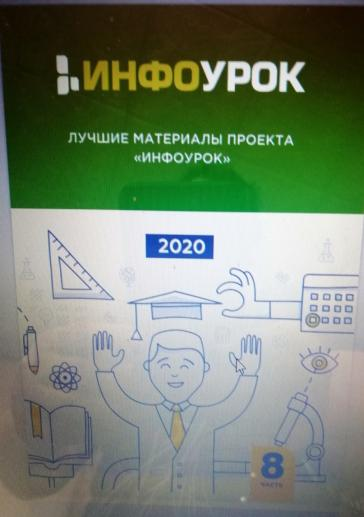 ИНФОУРОК
ЛУЧШИЕ МАТЕРИАЛЫ ПРОЕКТА
«ИНФОУРОК»
2020
8
ЧАСТЬ